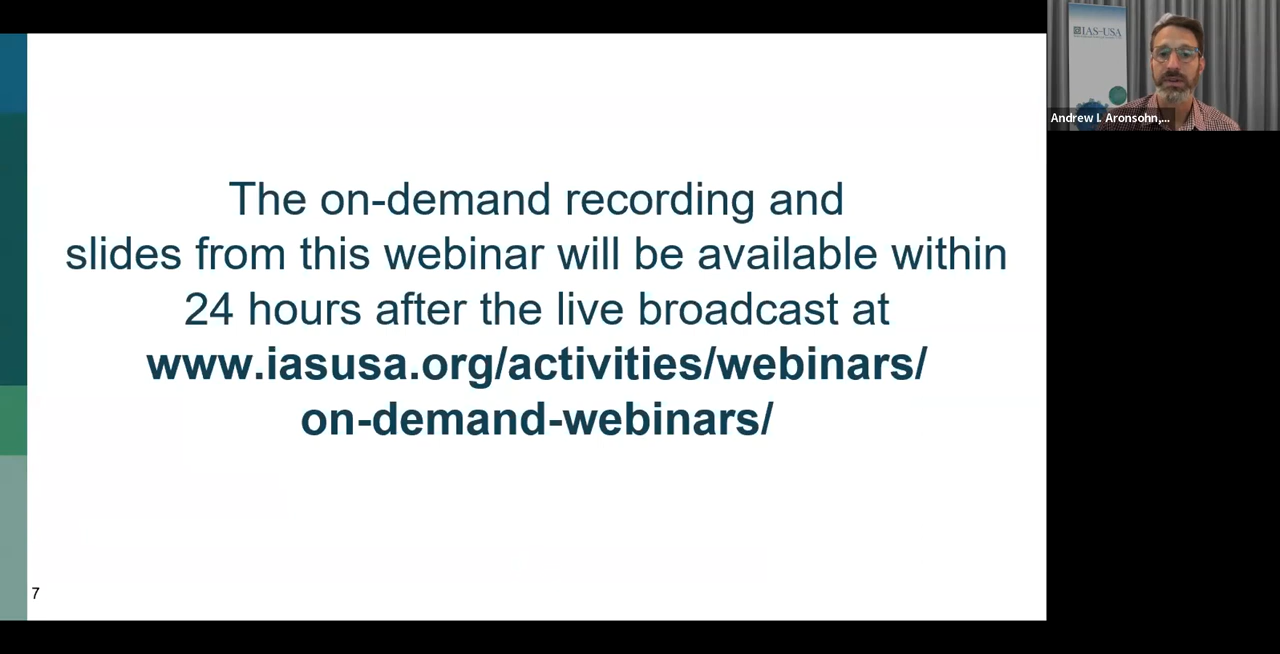 The on-demand recording and
slides from this webinar will be available within
24 hours after the live broadcast at
www.iasusa.org/activities/webinars/
on-demand-webinars/
7
IAS-USA
Andrew I. Aronsohn,...